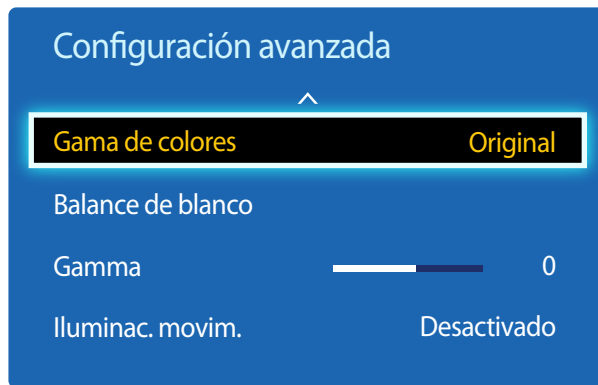 Configuración avanzada
Gama de colores Original
Balance de blanco
Gamma 0
Iluminac. movim. Desactivado